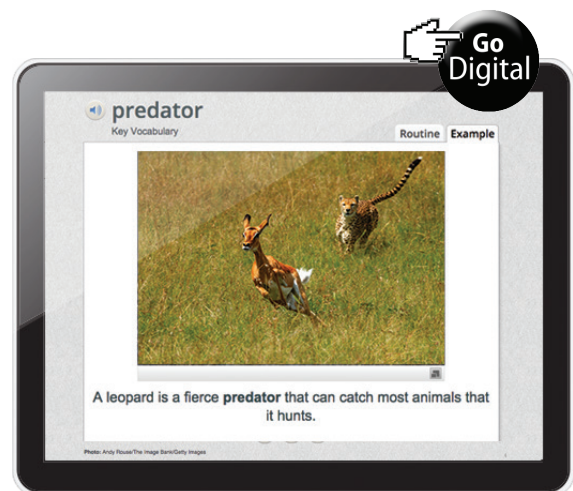 Go
Digital
predator
Key Vocabulary
Routine
Example
A leopard is a fierce predator that can catch most animals that
it hunts.
Photo: Andy Rouse/The Image Bank/Getty Images